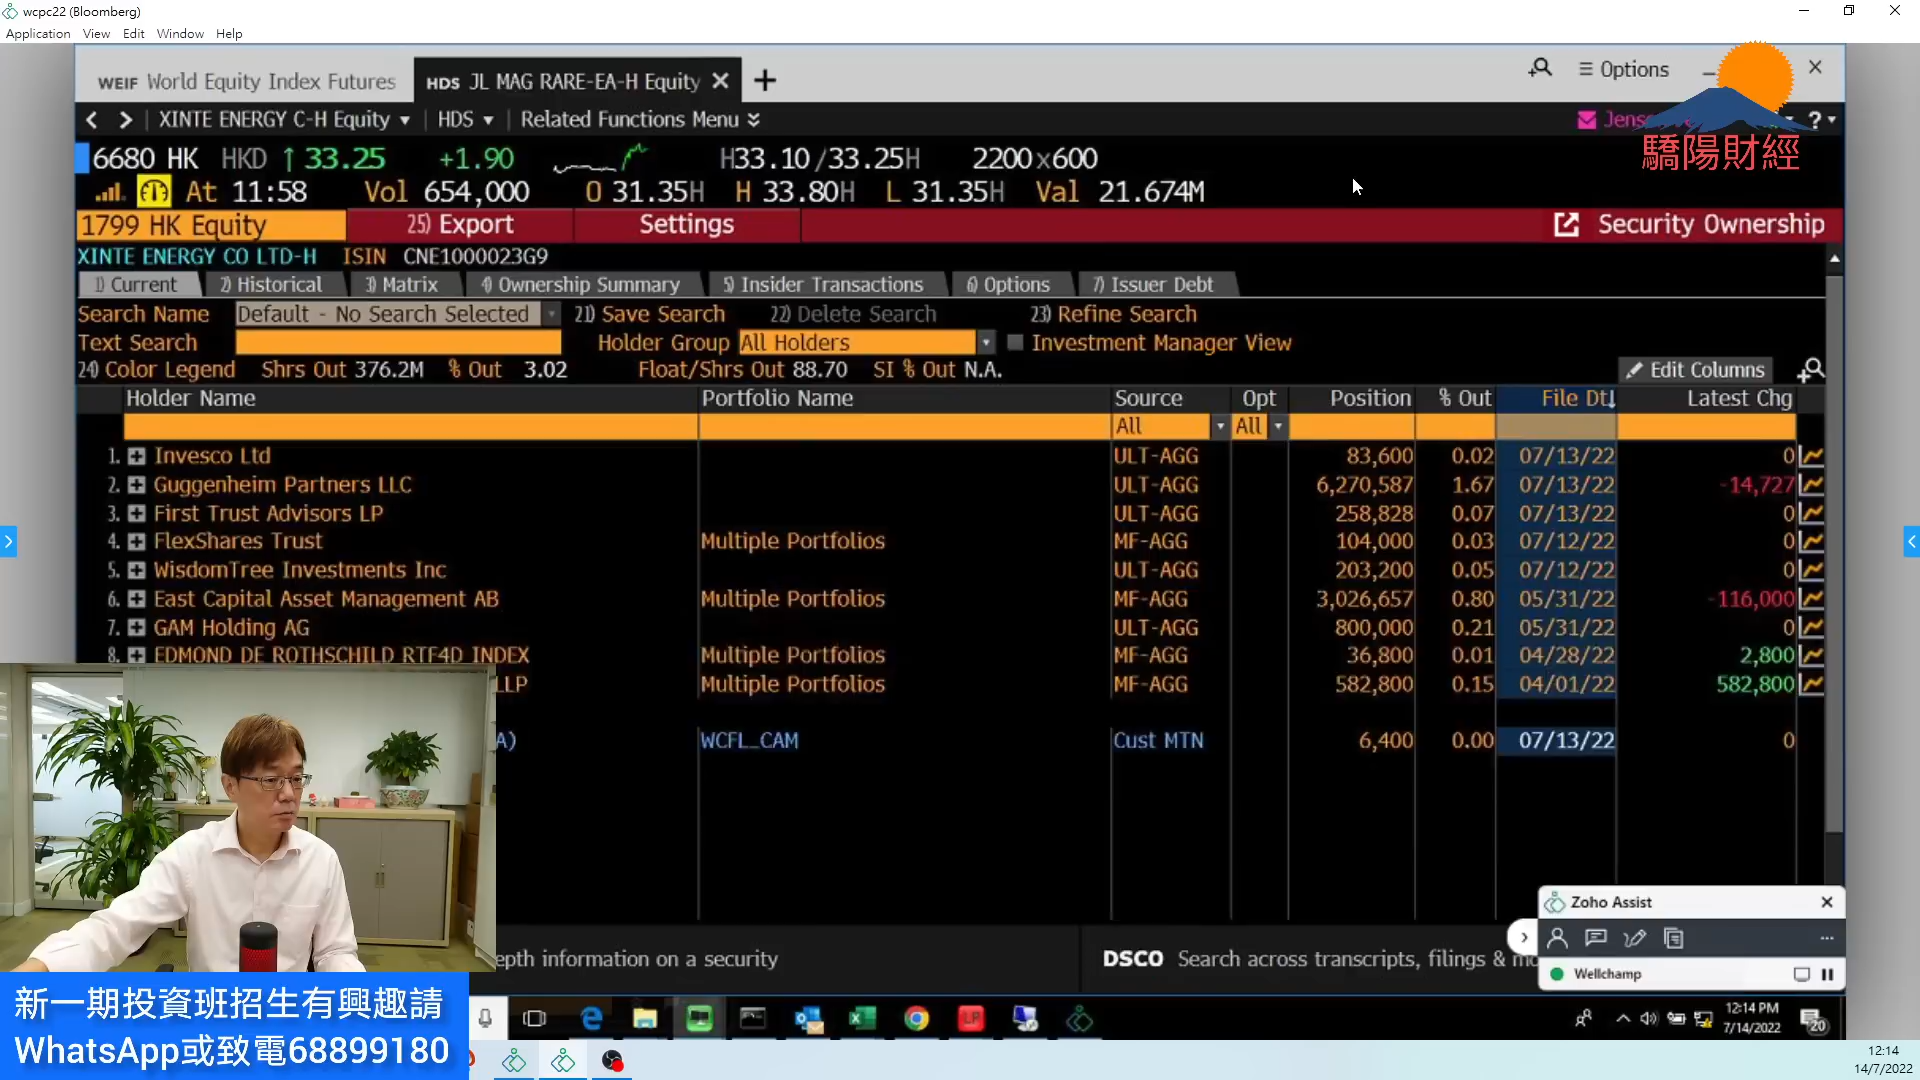 wcpc22 (Bloomberg)
Application View Edit Window Help
WEIF World Equity Index Futures HDS JL MAG RARE-EA-H Equity Options
XINTE ENERGY C-H Equity HDS Related Functions Menu
驕陽財經
6680 HK HKD ↑ 33.25 +1.90 H33.10/33.25H 2200x600
At 11:58 Vol 654,000 O 31.35H H 33.80H L 31.35H Val 21.674M
1799 HK Equity 25) Export Settings Security Ownership
XINTE ENERGY CO LTD-H ISIN CNE1000023G9
1) Current 2) Historical 3) Matrix 4) Ownership Summary 5) Insider Transactions 6) Options 7) Issuer Debt
Search Name Default - No Search Selected 21) Save Search 22) Delete Search 23) Refine Search
Text Search Holder Group All Holders Investment Manager View
24) Color Legend Shrs Out 376.2M % Out 3.02 Float/Shrs Out 88.70 SI % Out N.A. Edit Columns
Holder Name Portfolio Name Source Opt Position % Out File Dt↓ Latest Chg
All All
1. Invesco Ltd ULT-AGG 83,600 0.02 07/13/22 0
2. Guggenheim Partners LLC ULT-AGG 6,270,587 1.67 07/13/22 -14,727
3. First Trust Advisors LP ULT-AGG 258,828 0.07 07/13/22 0
4. FlexShares Trust Multiple Portfolios MF-AGG 104,000 0.03 07/12/22 0
5. WisdomTree Investments Inc ULT-AGG 203,200 0.05 07/12/22 0
6. East Capital Asset Management AB Multiple Portfolios MF-AGG 3,026,657 0.80 05/31/22 -116,000
7. GAM Holding AG ULT-AGG 800,000 0.21 05/31/22 0
8. EDMOND DE ROTHSCHILD RTF4D INDEX Multiple Portfolios MF-AGG 36,800 0.01 04/28/22 2,800
LLP Multiple Portfolios MF-AGG 582,800 0.15 04/01/22 582,800
A) WCFL_CAM Cust MTN 6,400 0.00 07/13/22 0
Zoho Assist
Wellchamp
epth information on a security DSCO Search across transcripts, filings &
12:14 PM
7/14/2022
20
新一期投資班招生有興趣請
WhatsApp或致電68899180
12:14
14/7/2022